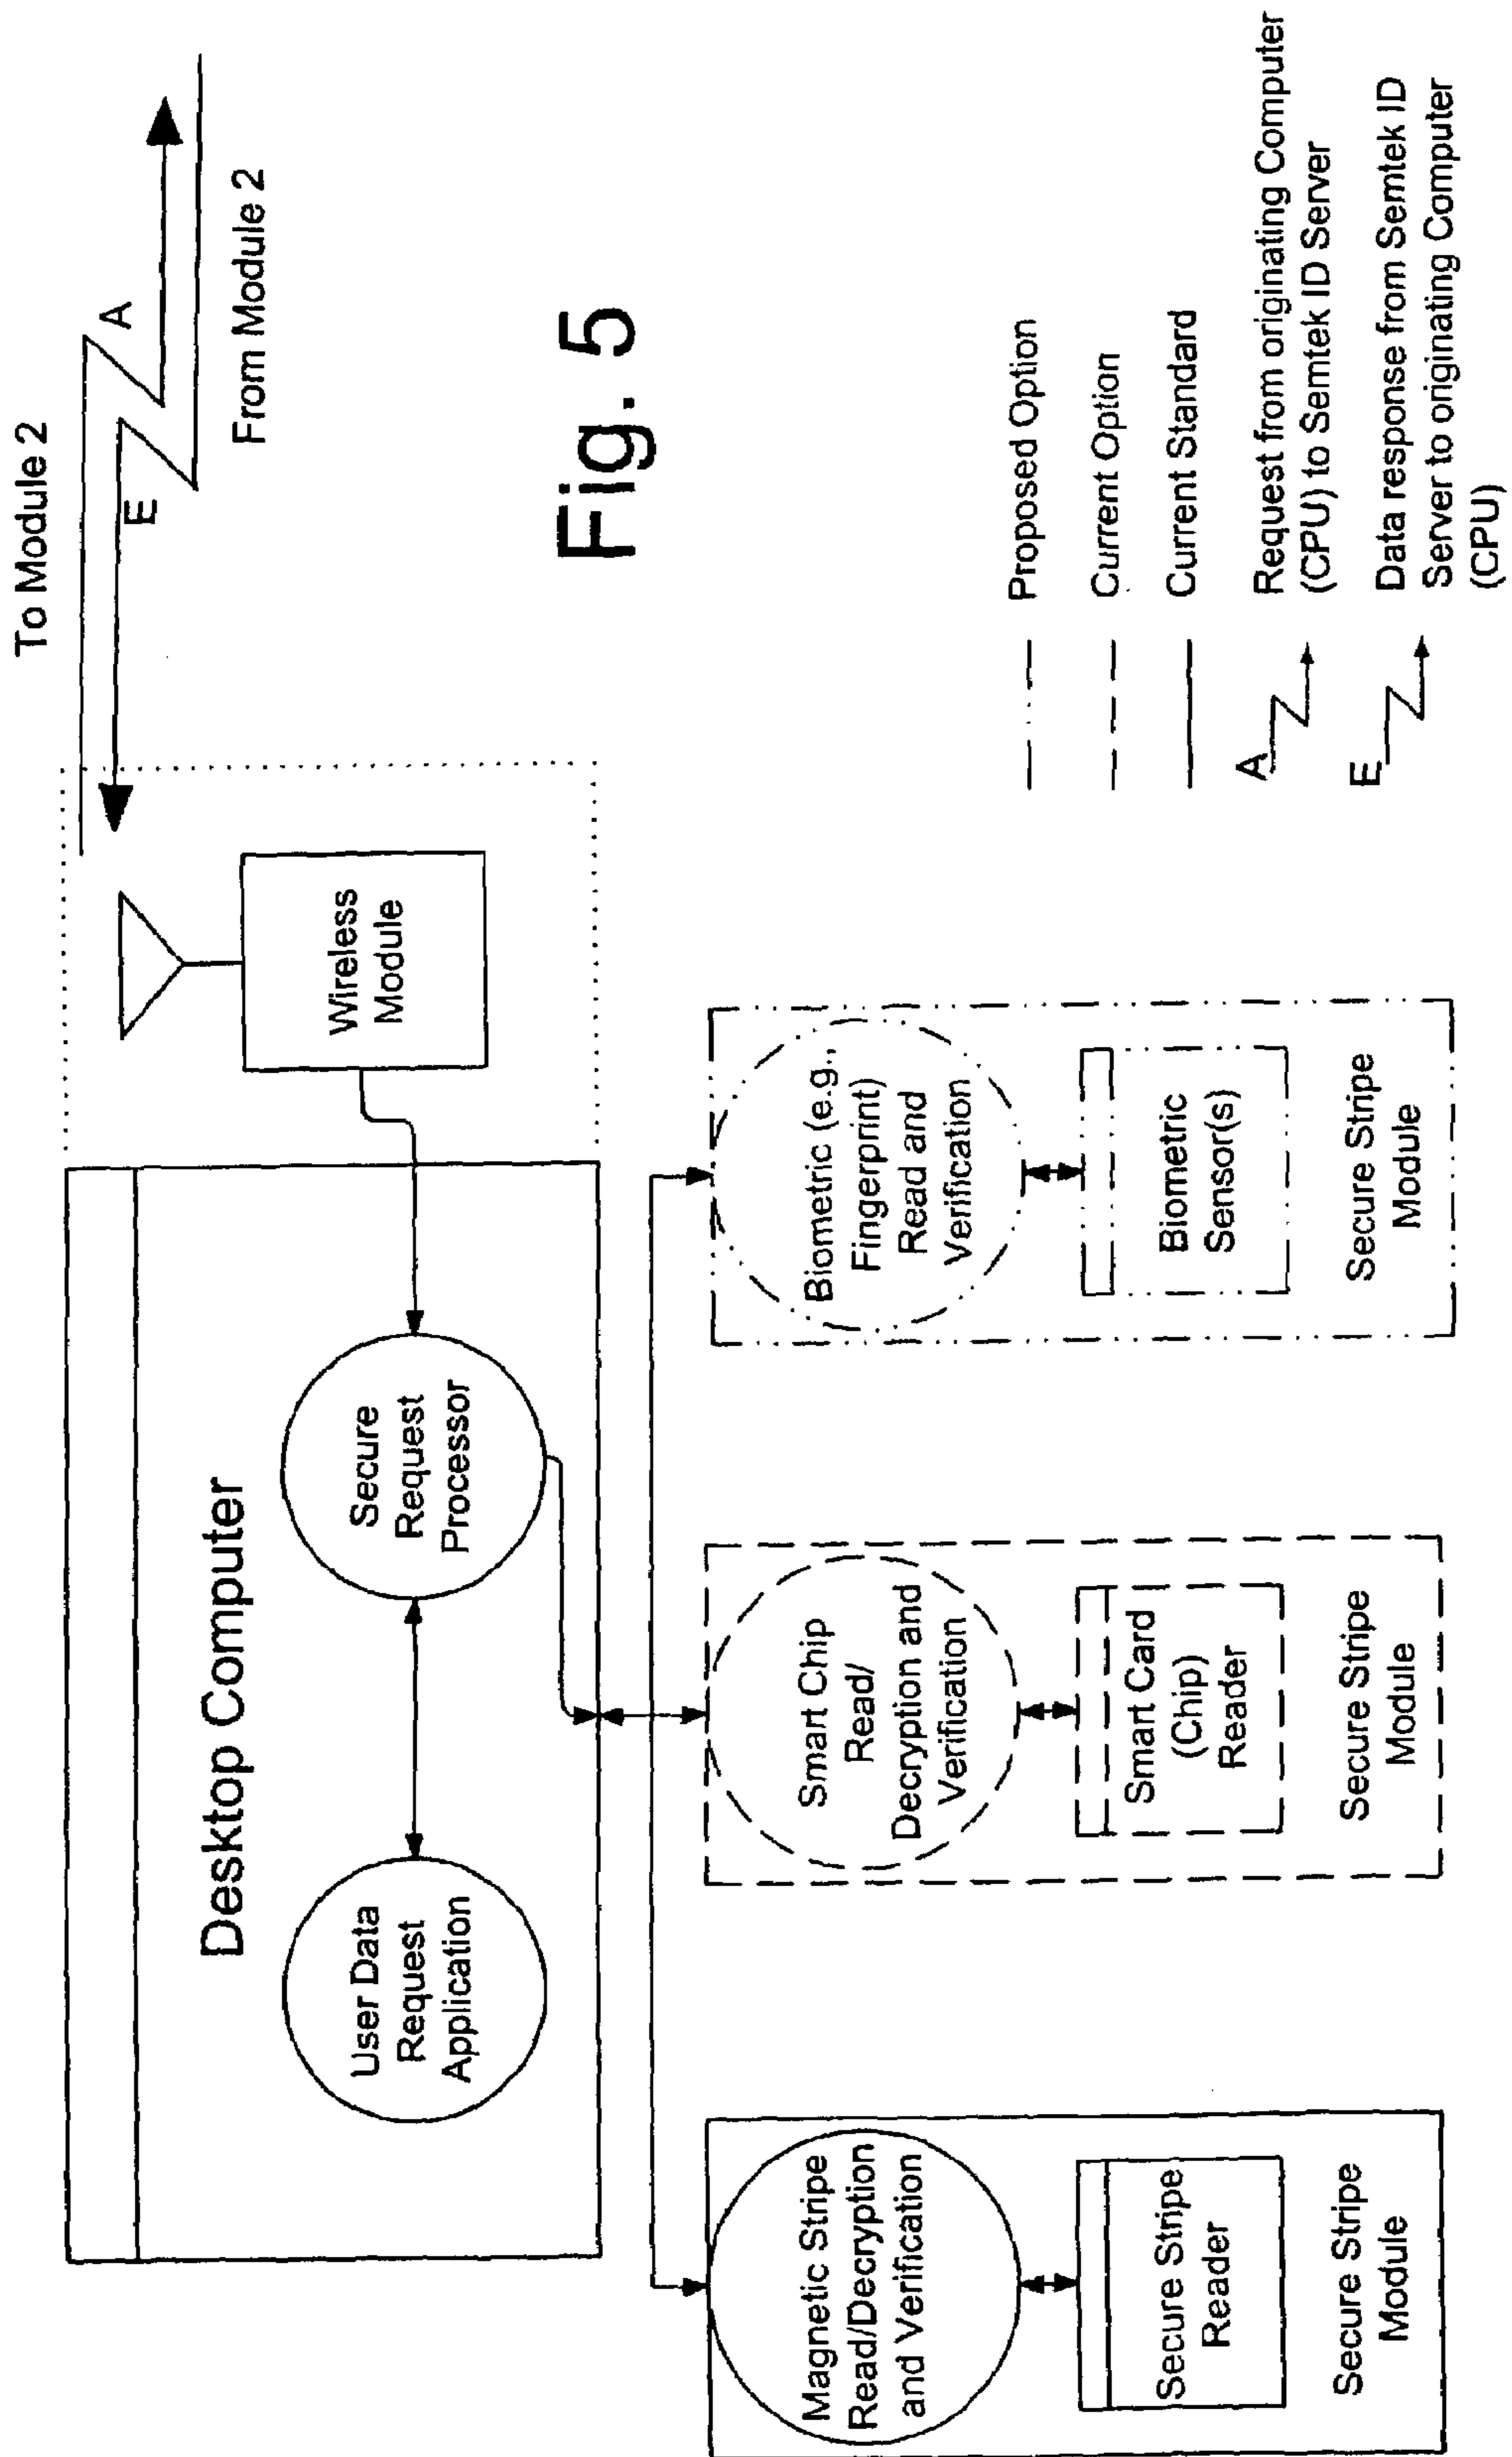 To Module 2
A
E
From Module 2
Fig. 5
Desktop Computer
User Data
Request
Application
Secure
Request
Processor
Wireless
Module
Magnetic Stripe
Read/Decryption
and Verification
Secure Stripe
Reader
Secure Stripe
Module
Smart Chip
Read/
Decryption and
Verification
Smart Card
(Chip)
Reader
Secure Stripe
Module
Biometric (e.g.,
Fingerprint)
Read and
Verification
Biometric
Sensor(s)
Secure Stripe
Module
Proposed Option
Current Option
Current Standard
A
Request from originating Computer
(CPU) to Semtek ID Server
E
Data response from Semtek ID
Server to originating Computer
(CPU)